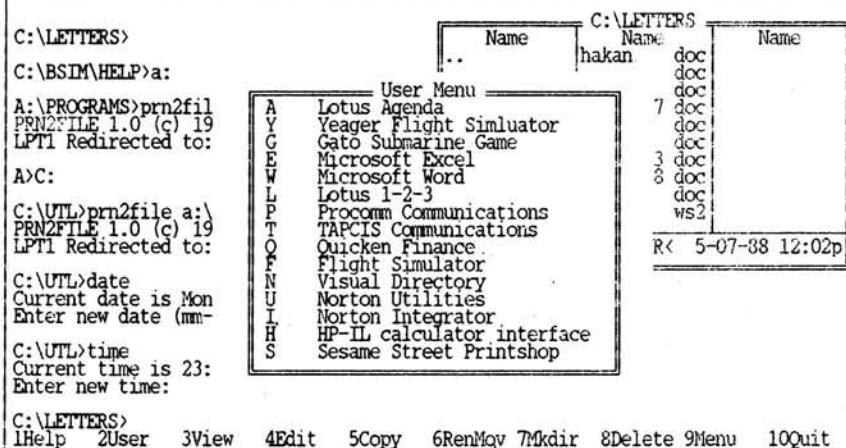 C:\LETTERS
C:\LETTERS> Name Name Name
.. hakan doc
C:\BSIM\HELP>a: doc
User Menu doc
A:\PROGRAMS>prn2fil A Lotus Agenda 7 doc
PRN2FILE 1.0 (c) 19 Y Yeager Flight Simluator doc
LPT1 Redirected to: G Gato Submarine Game doc
E Microsoft Excel 3 doc
A>C: W Microsoft Word 8 doc
L Lotus 1-2-3 doc
C:\UTL>prn2file a:\ P Procomm Communications ws2
PRN2FILE 1.0 (c) 19 T TAPCIS Communications
LPT1 Redirected to: Q Quicken Finance R< 5-07-88 12:02p
F Flight Simulator
C:\UTL>date N Visual Directory
Current date is Mon U Norton Utilities
Enter new date (mm- I Norton Integrator
H HP-IL calculator interface
C:\UTL>time S Sesame Street Printshop
Current time is 23:
Enter new time:
C:\LETTERS>
1Help 2User 3View 4Edit 5Copy 6RenMov 7Mkdir 8Delete 9Menu 10Quit